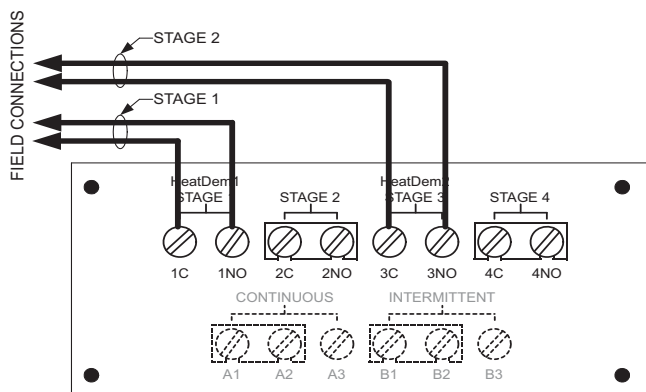 STAGE 2
STAGE 1
FIELD CONNECTIONS
HeatDem1
STAGE
STAGE 2
HeatDem2
STAGE 3
STAGE 4
1C 1NO 2C 2NO 3C 3NO 4C 4NO
CONTINUOUS INTERMITTENT
A1 A2 A3 B1 B2 B3